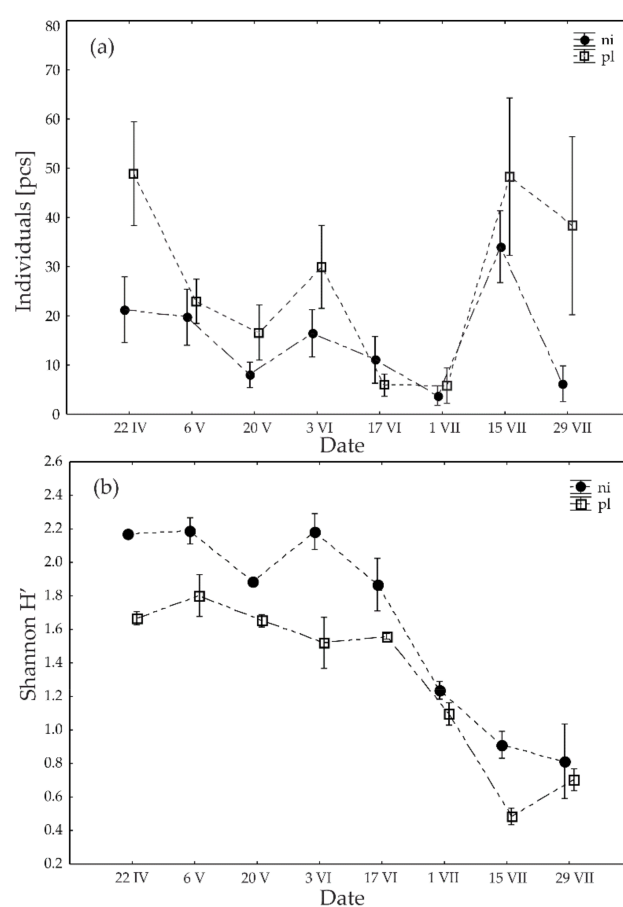 (a)
ni
pl
Individuals [pcs]
80
70
60
50
40
30
20
10
0
22 IV 6 V 20 V 3 VI 17 VI 1 VII 15 VII 29 VII
Date
(b)
ni
pl
Shannon H′
2.6
2.4
2.2
2.0
1.8
1.6
1.4
1.2
1.0
0.8
0.6
0.4
0.2
22 IV 6 V 20 V 3 VI 17 VI 1 VII 15 VII 29 VII
Date